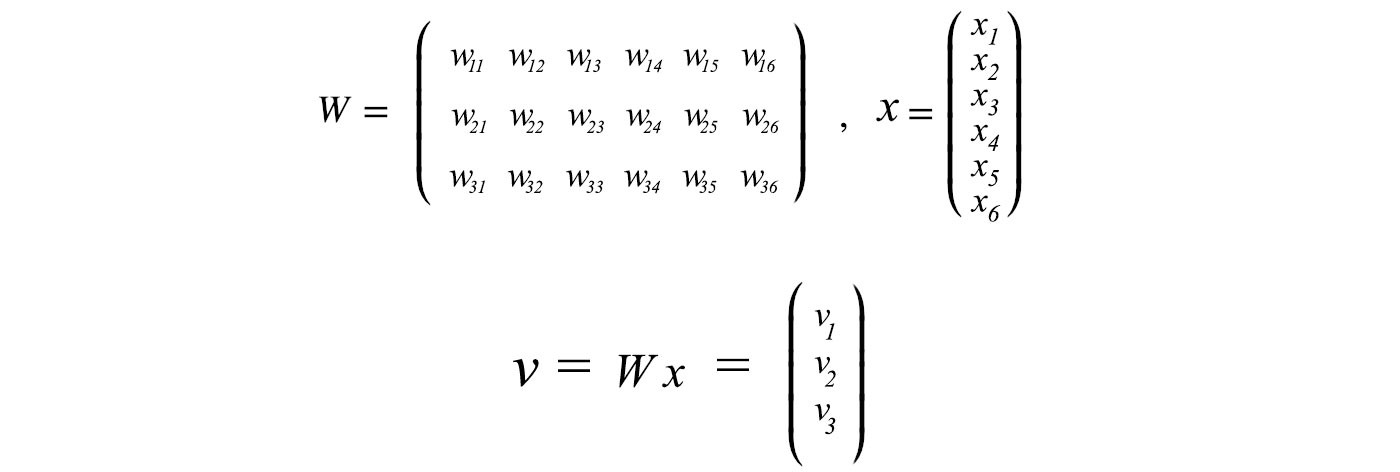 W = ( w11 w12 w13 w14 w15 w16
w21 w22 w23 w24 w25 w26
w31 w32 w33 w34 w35 w36 ) , x = ( x1
x2
x3
x4
x5
x6 )
v = W x = ( v1
v2
v3 )